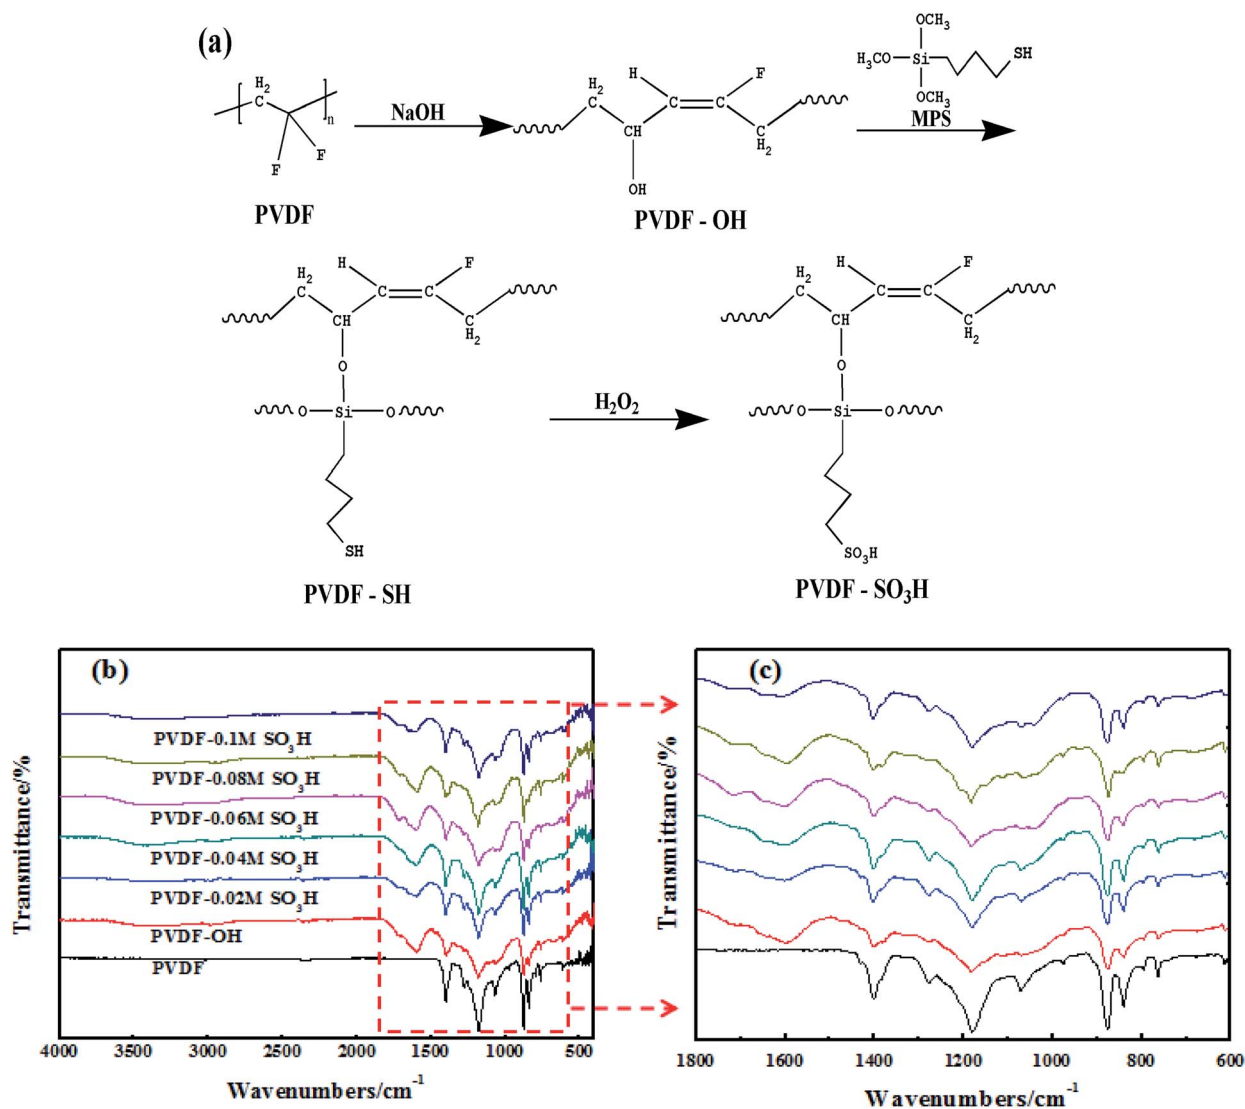 (a)
H₂
C
F
F
n
PVDF
NaOH
H
F
H₂
C
CH
C
C
C
H₂
OH
PVDF - OH
OCH₃
H₃CO
Si
SH
OCH₃
MPS
H
F
H₂
C
C
C
CH
C
H₂
O
O
Si
O
SH
PVDF - SH
H₂O₂
H
F
H₂
C
C
C
CH
C
H₂
O
O
Si
O
SO₃H
PVDF - SO₃H
(b)
PVDF-0.1M SO₃H
PVDF-0.08M SO₃H
PVDF-0.06M SO₃H
PVDF-0.04M SO₃H
PVDF-0.02M SO₃H
PVDF-OH
PVDF
Transmittance/%
4000 3500 3000 2500 2000 1500 1000 500
Wavenumbers/cm⁻¹
(c)
Transmittance/%
1800 1600 1400 1200 1000 800 600
Wavenumbers/cm⁻¹